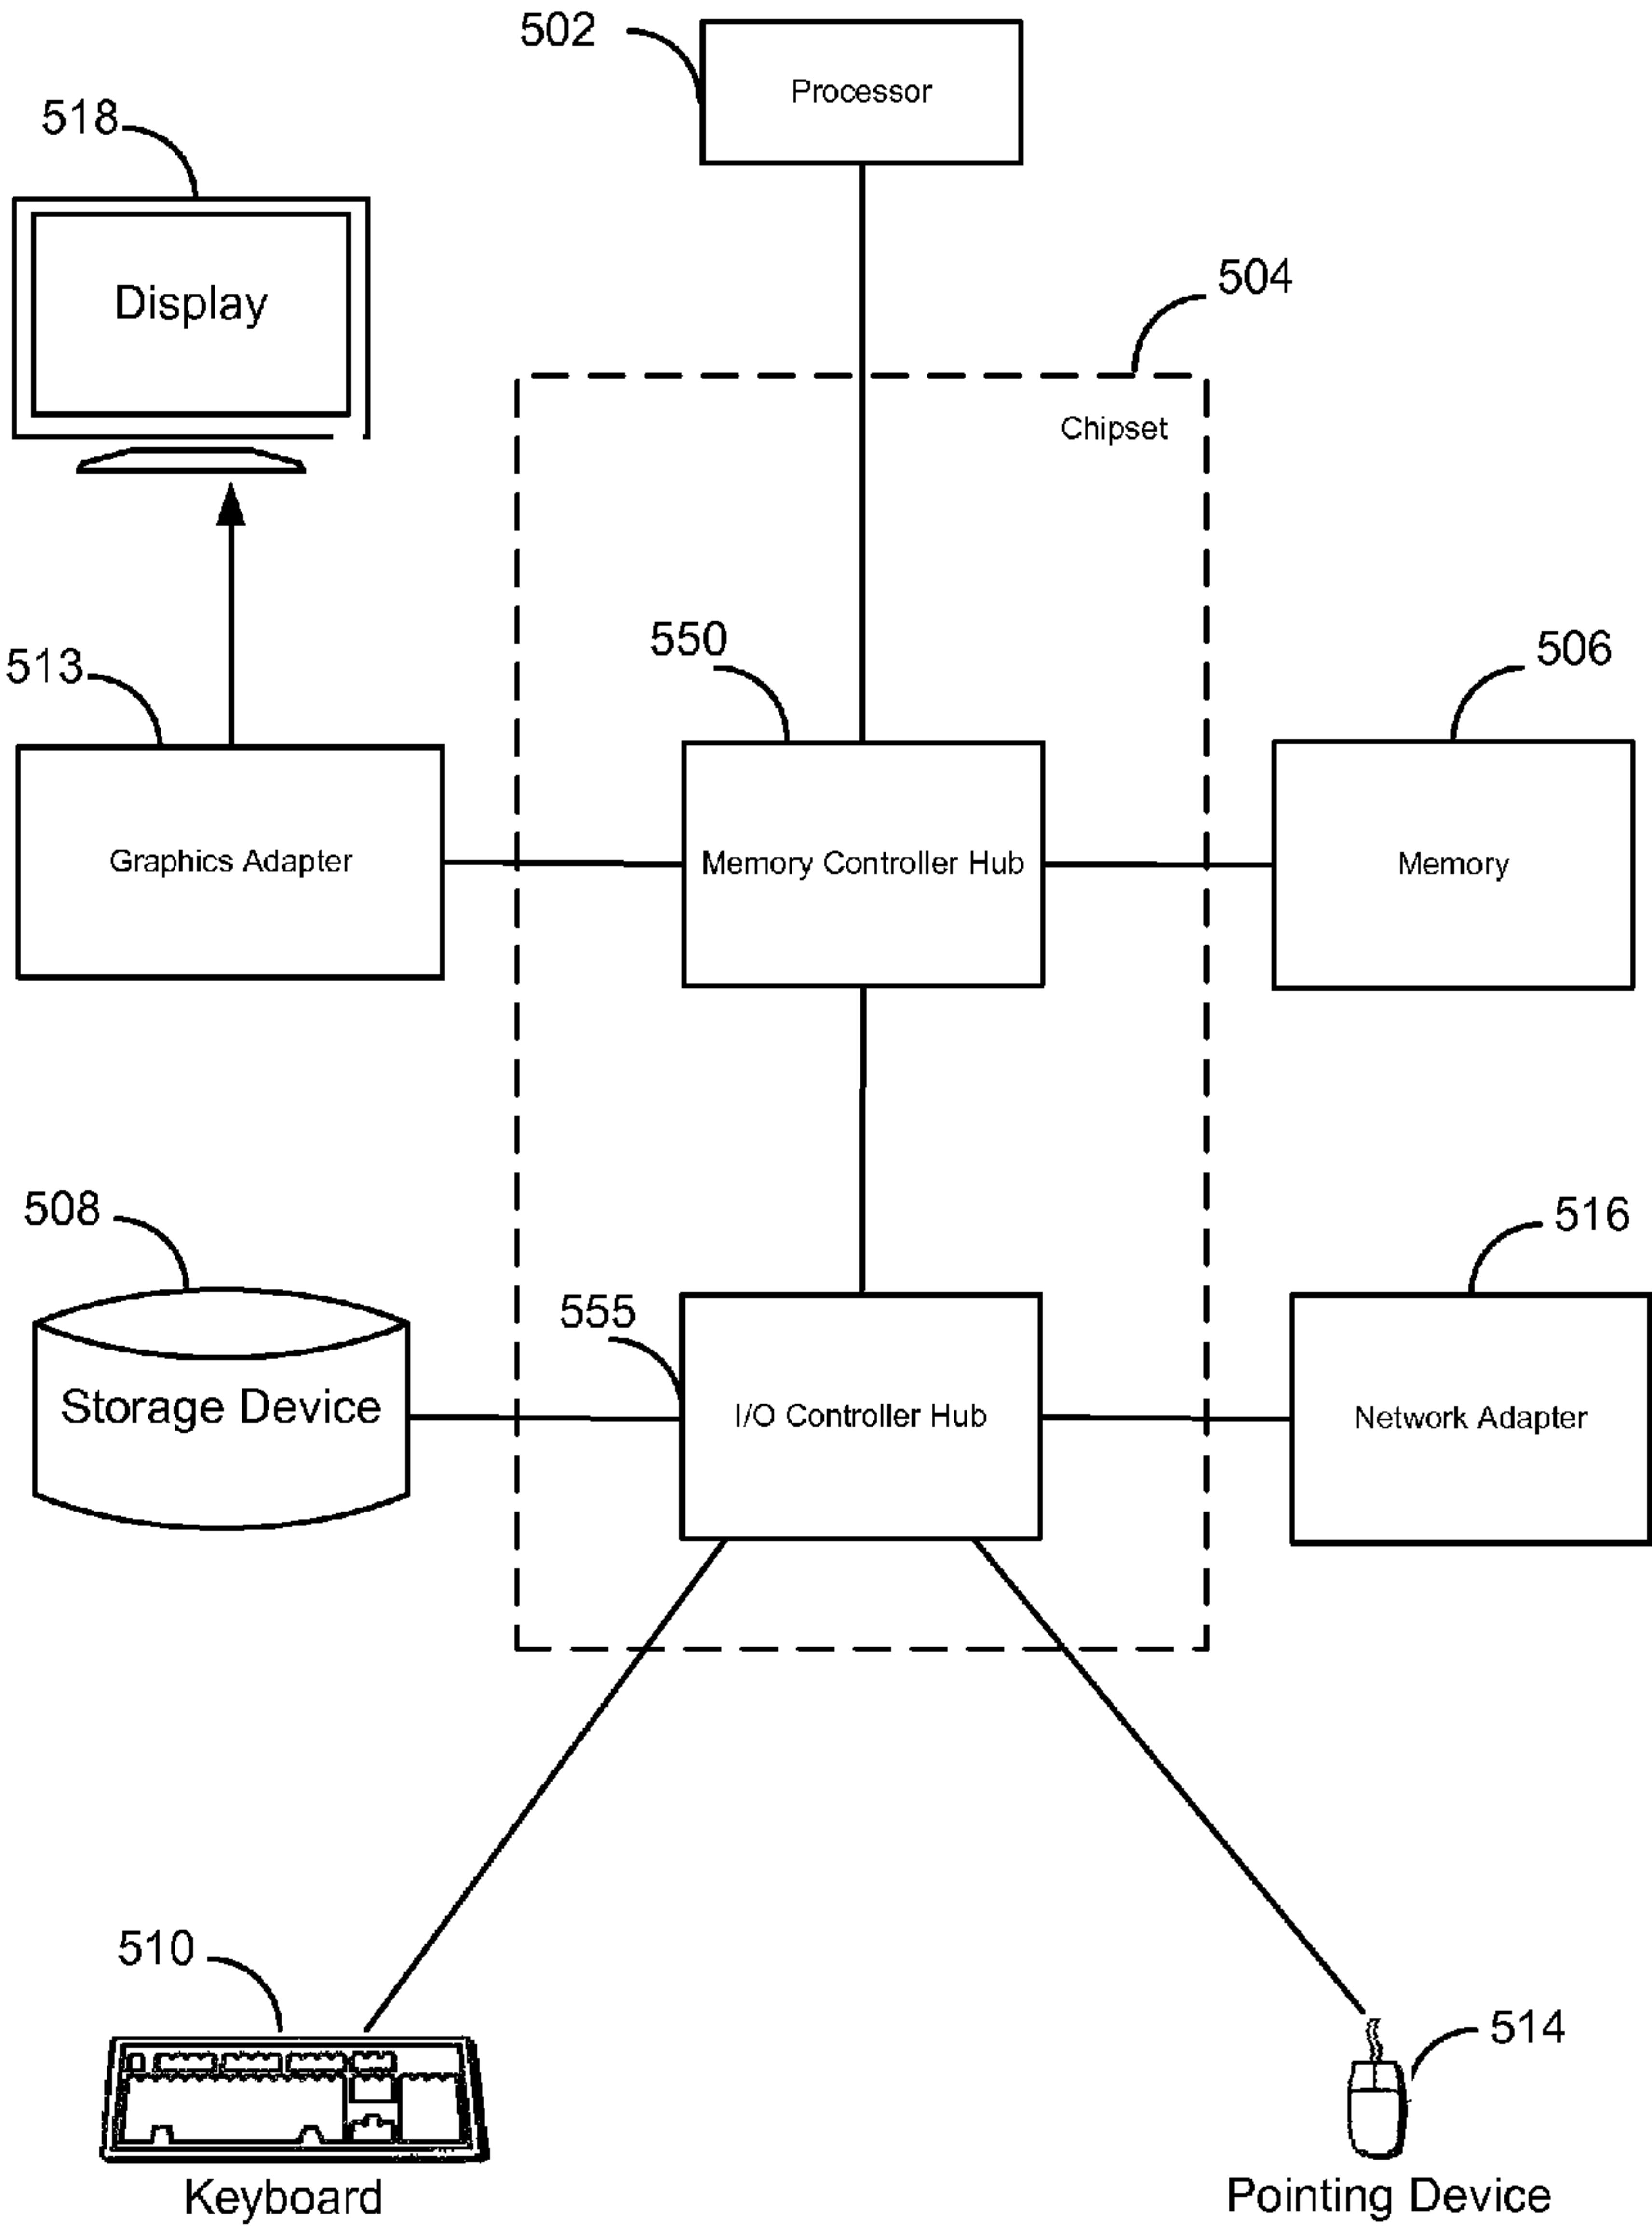 502
Processor
518
Display
504
Chipset
513
550
506
Graphics Adapter
Memory Controller Hub
Memory
508
516
555
Storage Device
I/O Controller Hub
Network Adapter
510
514
Keyboard
Pointing Device